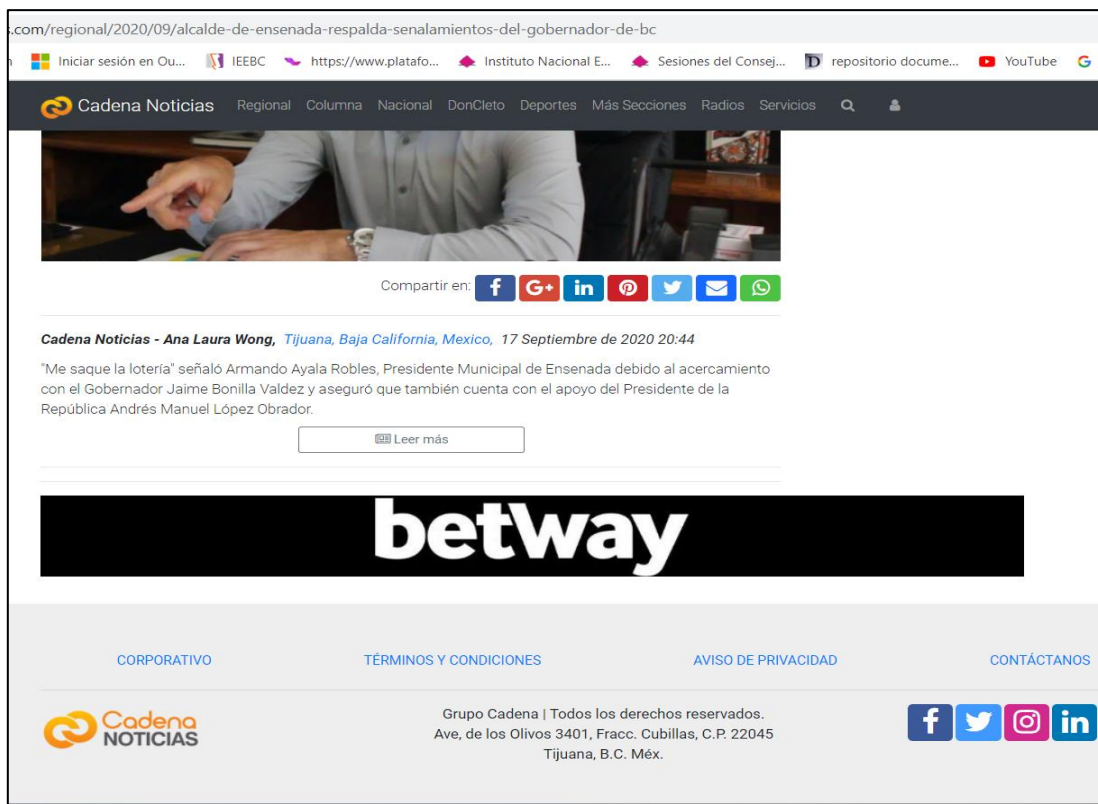 s.com/regional/2020/09/alcalde-de-ensenada-respalda-senalamientos-del-gobernador-de-bc
Iniciar sesión en Ou... IEEBC https://www.platafo... Instituto Nacional E... Sesiones del Consej... repositorio docume... YouTube
Cadena Noticias Regional Columna Nacional DonCleto Deportes Más Secciones Radios Servicios
Compartir en:
Cadena Noticias - Ana Laura Wong, Tijuana, Baja California, Mexico, 17 Septiembre de 2020 20:44
"Me saque la lotería" señaló Armando Ayala Robles, Presidente Municipal de Ensenada debido al acercamiento
con el Gobernador Jaime Bonilla Valdez y aseguró que también cuenta con el apoyo del Presidente de la
República Andrés Manuel López Obrador.
Leer más
betway
CORPORATIVO TÉRMINOS Y CONDICIONES AVISO DE PRIVACIDAD CONTÁCTANOS
Cadena
NOTICIAS
Grupo Cadena | Todos los derechos reservados.
Ave, de los Olivos 3401, Fracc. Cubillas, C.P. 22045
Tijuana, B.C. Méx.